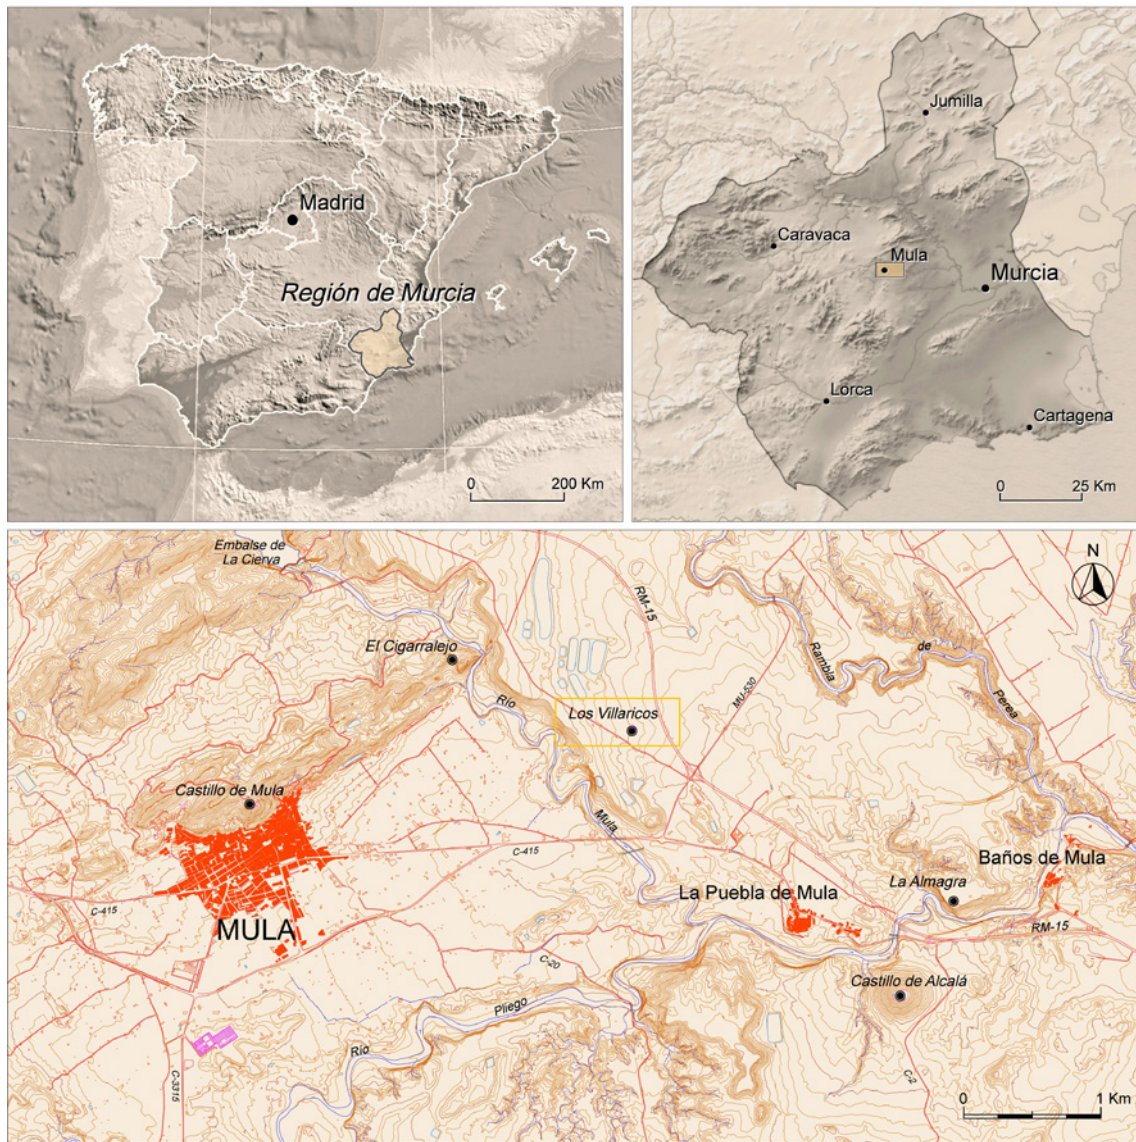 Madrid
Región de Murcia
0 200 Km
Jumilla
Caravaca
Mula
Murcia
Lorca
Cartagena
0 25 Km
Embalse de
La Cierva
N
RM-15
El Cigarralejo
Rambla
de
Perea
Río
MU-530
Los Villaricos
Castillo de Mula
Mula
C-415
Baños de Mula
La Puebla de Mula
La Almagra
C-415
MULA
RM-15
C-20
Castillo de Alcalá
Pliego
Río
C-3315
C-2
0 1 Km